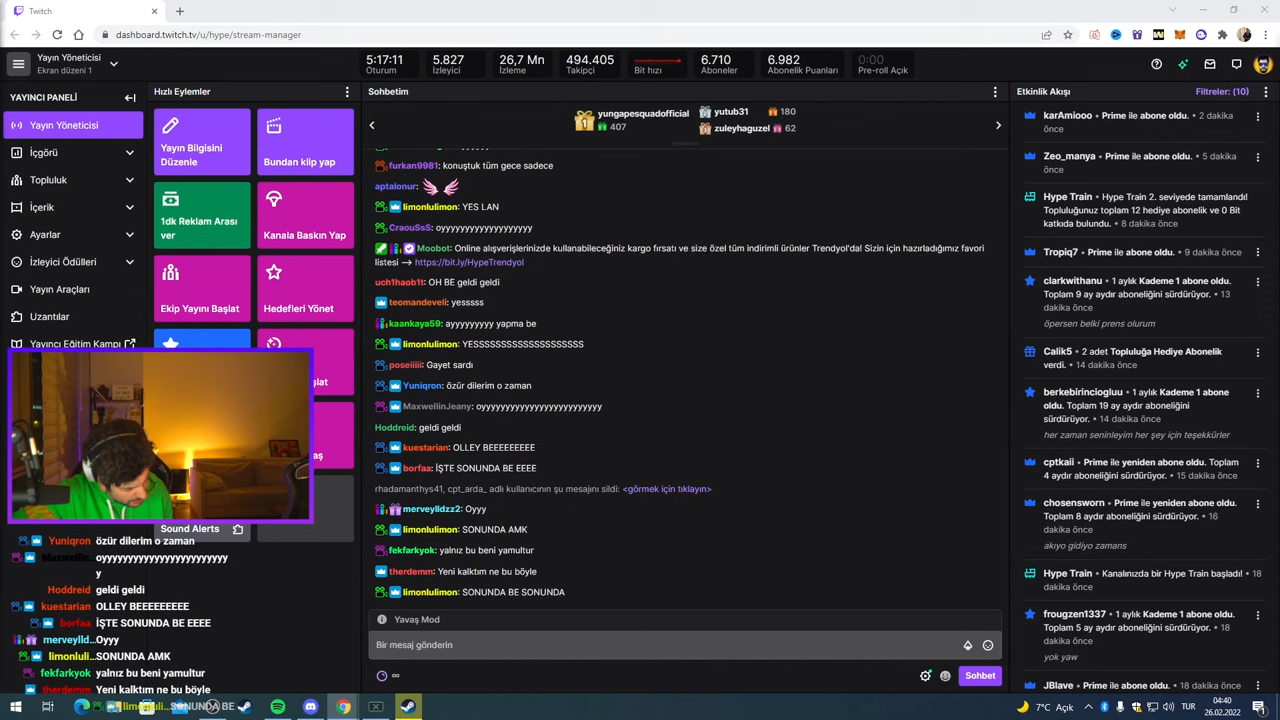 Twitch
dashboard.twitch.tv/u/hype/stream-manager
Yayın Yöneticisi
Ekran düzeni 1
5:17:11
Oturum
5.827
İzleyici
26,7 Mn
İzleme
494.405
Takipçi
Bit hızı
6.710
Aboneler
6.982
Abonelik Puanları
0:00
Pre-roll Açık
YAYINCI PANELİ
Yayın Yöneticisi
İçgörü
Topluluk
İçerik
Ayarlar
İzleyici Ödülleri
Yayın Araçları
Uzantılar
Yayıncı Eğitim Kampı
Hızlı Eylemler
Yayın Bilgisini
Düzenle
Bundan klip yap
1dk Reklam Arası
ver
Kanala Baskın Yap
Ekip Yayını Başlat
Hedefleri Yönet
Sound Alerts
Yuniqron: özür dilerim o zaman
Maxwellin... oyyyyyyyyyyyyyyyyyyyyyyyy
y
Hoddreid: geldi geldi
kuestarian: OLLEY BEEEEEEEEE
borfaa: İŞTE SONUNDA BE EEEE
merveylld...: Oyyy
limonluli...: SONUNDA AMK
fekfarkyok: yalnız bu beni yamultur
therdemm: Yeni kalktım ne bu böyle
SONUNDA BE
Sohbetim
1
yungapesquadofficial
407
yutub31 180
zuleyhaguzel 62
furkan9981: konuştuk tüm gece sadece
aptalonur:
limonlulimon: YES LAN
CraouSsS: oyyyyyyyyyyyyyyyyyyy
Moobot: Online alışverişlerinizde kullanabileceğiniz kargo fırsatı ve size özel tüm indirimli ürünler Trendyol'da! Sizin için hazırladığımız favori
listesi --> https://bit.ly/HypeTrendyol
uch1haob1t: OH BE geldi geldi
teomandeveli: yesssss
kaankaya59: ayyyyyyyyy yapma be
limonlulimon: YESSSSSSSSSSSSSSSSSSSS
poseiiiii: Gayet sardı
Yuniqron: özür dilerim o zaman
MaxwellinJeany: oyyyyyyyyyyyyyyyyyyyyyyyy
Hoddreid: geldi geldi
kuestarian: OLLEY BEEEEEEEEE
borfaa: İŞTE SONUNDA BE EEEE
rhadamanthys41, cpt_arda_ adlı kullanıcının şu mesajını sildi: <görmek için tıklayın>
merveylldzz2: Oyyy
limonlulimon: SONUNDA AMK
fekfarkyok: yalnız bu beni yamultur
therdemm: Yeni kalktım ne bu böyle
limonlulimon: SONUNDA BE SONUNDA
Yavaş Mod
Bir mesaj gönderin
∞
Sohbet
Etkinlik Akışı
Filtreler: (10)
karAmiooo • Prime ile abone oldu. • 2 dakika
önce
Zeo_manya • Prime ile abone oldu. • 5 dakika
önce
Hype Train • Hype Train 2. seviyede tamamlandı!
Topluluğunuz toplam 12 hediye abonelik ve 0 Bit
katkıda bulundu. • 8 dakika önce
Tropiq7 • Prime ile abone oldu. • 9 dakika önce
clarkwithanu • 1 aylık Kademe 1 abone oldu.
Toplam 9 ay aydır aboneliğini sürdürüyor. • 13
dakika önce
öpersen belki prens olurum
Calik5 • 2 adet Topluluğa Hediye Abonelik
verdi. • 14 dakika önce
berkebirinciogluu • 1 aylık Kademe 1 abone
oldu. Toplam 19 ay aydır aboneliğini
sürdürüyor. • 14 dakika önce
her zaman seninleyim her şey için teşekkürler
cptkaii • Prime ile yeniden abone oldu. Toplam
4 aydır aboneliğini sürdürüyor. • 15 dakika önce
chosensworn • Prime ile yeniden abone oldu.
Toplam 8 aydır aboneliğini sürdürüyor. • 16
dakika önce
akıyo gidiyo zamans
Hype Train • Kanalınızda bir Hype Train başladı! • 18
dakika önce
frougzen1337 • 1 aylık Kademe 1 abone oldu.
Toplam 5 ay aydır aboneliğini sürdürüyor. • 18
dakika önce
yok yaw
JBlave • Prime ile abone oldu. • 18 dakika önce
7°C Açık
TUR
04:40
26.02.2022